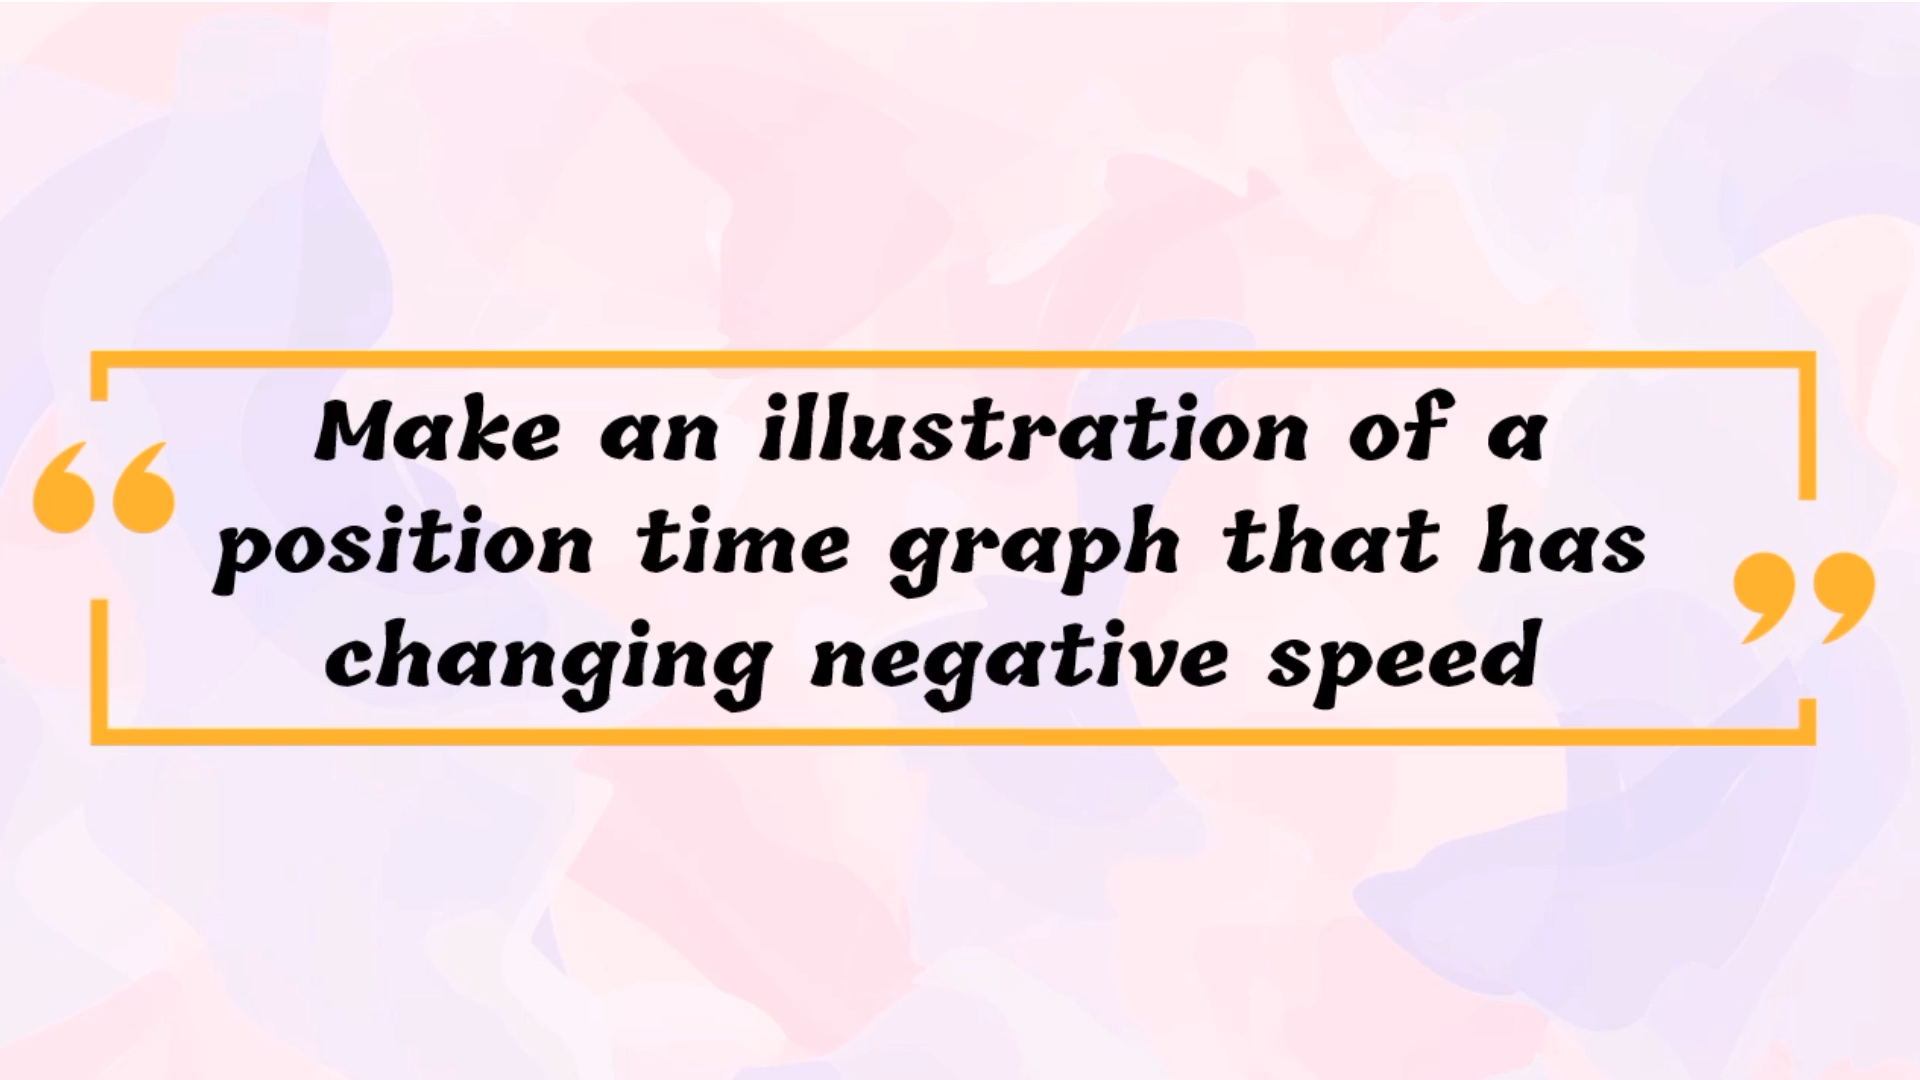 Make an illustration of a
position time graph that has
changing negative speed